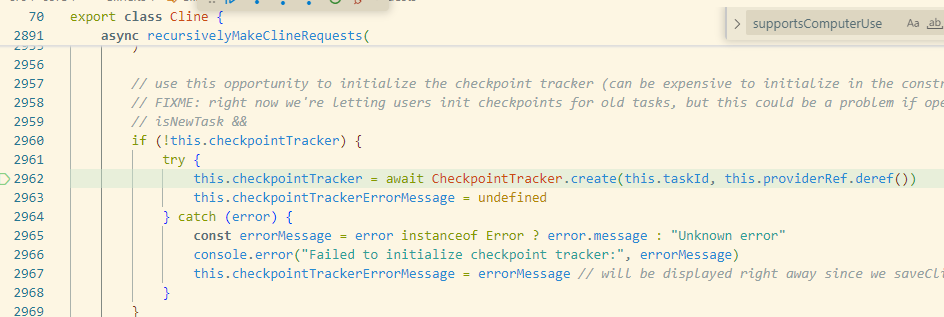 70 export class Cline {
supportsComputerUse Aa ab
2891 async recursivelyMakeClineRequests(
2956
2957 // use this opportunity to initialize the checkpoint tracker (can be expensive to initialize in the constr
2958 // FIXME: right now we're letting users init checkpoints for old tasks, but this could be a problem if ope
2959 // isNewTask &&
2960 if (!this.checkpointTracker) {
2961 try {
2962 this.checkpointTracker = await CheckpointTracker.create(this.taskId, this.providerRef.deref())
2963 this.checkpointTrackerErrorMessage = undefined
2964 } catch (error) {
2965 const errorMessage = error instanceof Error ? error.message : "Unknown error"
2966 console.error("Failed to initialize checkpoint tracker:", errorMessage)
2967 this.checkpointTrackerErrorMessage = errorMessage // will be displayed right away since we saveCli
2968 }
2969 }